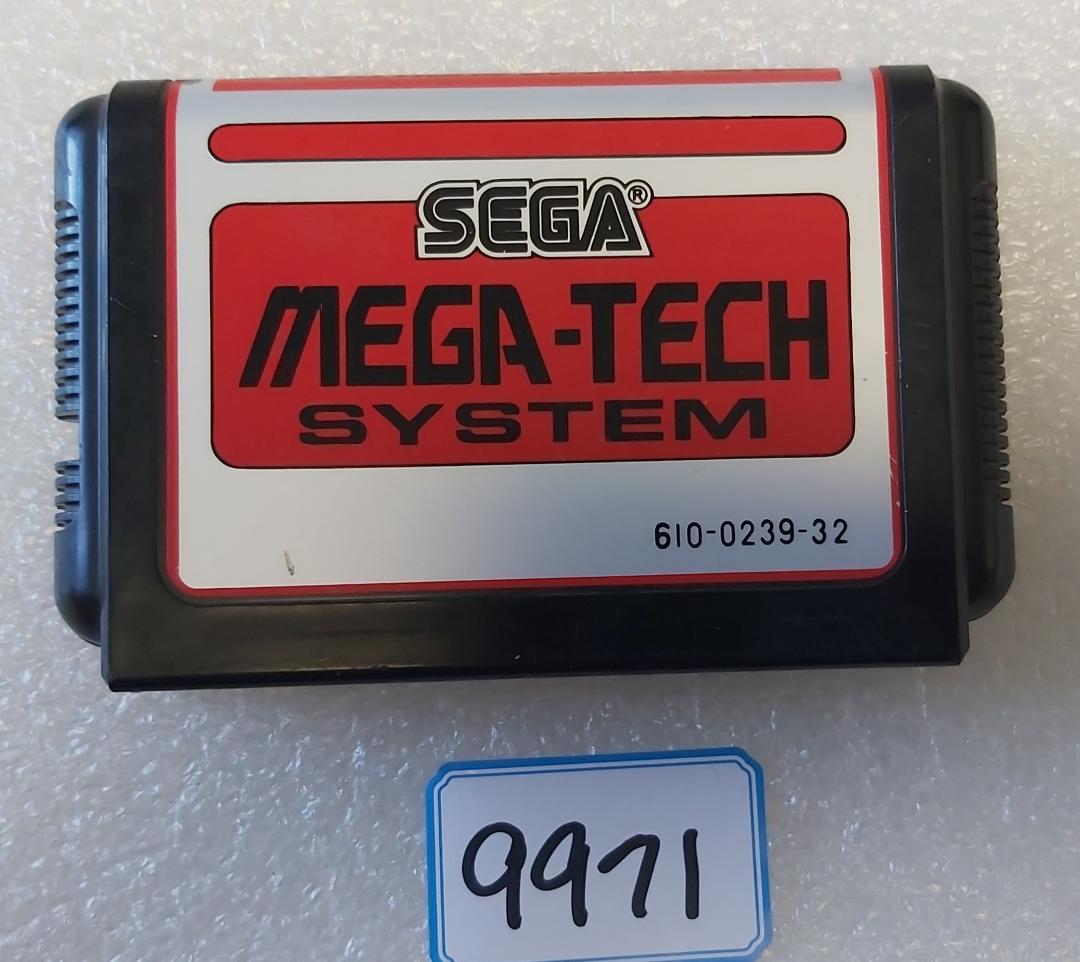 SEGA®
MEGA-TECH
SYSTEM
610-0239-32
9971